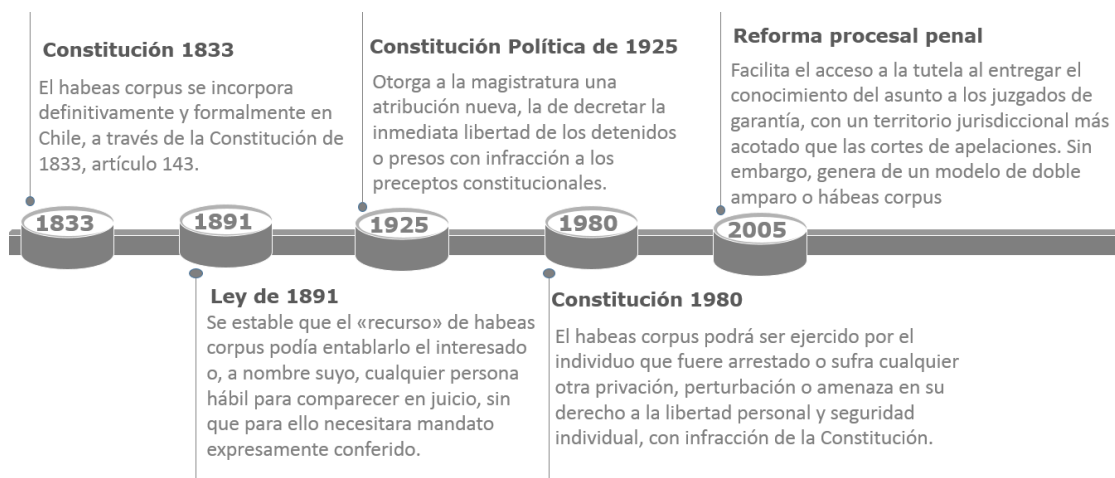 Constitución 1833
El habeas corpus se incorpora
definitivamente y formalmente en
Chile, a través de la Constitución de
1833, artículo 143.
Constitución Política de 1925
Otorga a la magistratura una
atribución nueva, la de decretar la
inmediata libertad de los detenidos
o presos con infracción a los
preceptos constitucionales.
Reforma procesal penal
Facilita el acceso a la tutela al entregar el
conocimiento del asunto a los juzgados de
garantía, con un territorio jurisdiccional más
acotado que las cortes de apelaciones. Sin
embargo, genera de un modelo de doble
amparo o hábeas corpus
1833
1891
1925
1980
2005
Ley de 1891
Se estable que el «recurso» de habeas
corpus podía entablarlo el interesado
o, a nombre suyo, cualquier persona
hábil para comparecer en juicio, sin
que para ello necesitara mandato
expresamente conferido.
Constitución 1980
El habeas corpus podrá ser ejercido por el
individuo que fuere arrestado o sufra cualquier
otra privación, perturbación o amenaza en su
derecho a la libertad personal y seguridad
individual, con infracción de la Constitución.